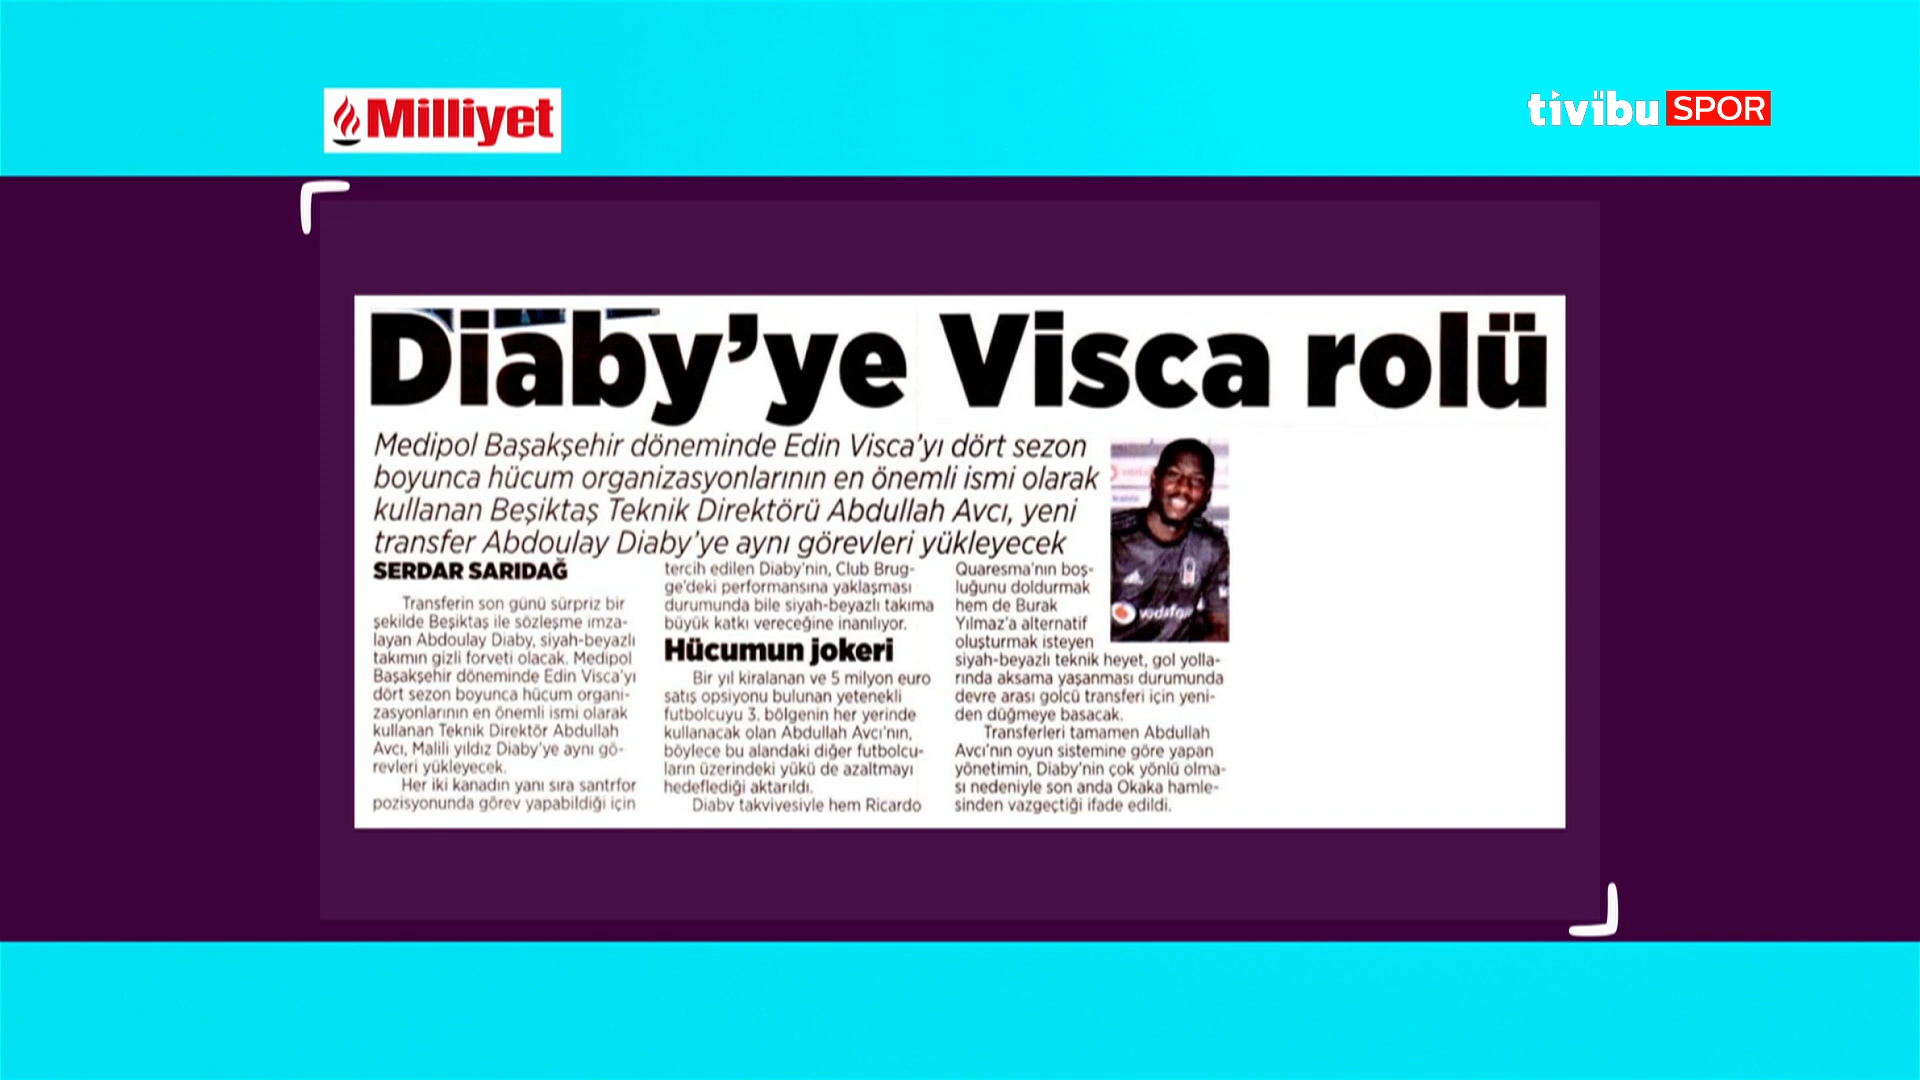 Milliyet
tivibu SPOR
Diaby’ye Visca rolü
Medipol Başakşehir döneminde Edin Visca’yı dört sezon
boyunca hücum organizasyonlarının en önemli ismi olarak
kullanan Beşiktaş Teknik Direktörü Abdullah Avcı, yeni
transfer Abdoulay Diaby’ye aynı görevleri yükleyecek
SERDAR SARIDAĞ
Transferin son günü sürpriz bir
şekilde Beşiktaş ile sözleşme imza-
layan Abdoulay Diaby, siyah-beyazlı
takımın gizli forveti olacak. Medipol
Başakşehir döneminde Edin Visca’yı
dört sezon boyunca hücum organi-
zasyonlarının en önemli ismi olarak
kullanan Teknik Direktör Abdullah
Avcı, Malili yıldız Diaby’ye aynı gö-
revleri yükleyecek.
Her iki kanadın yanı sıra santrfor
pozisyonunda görev yapabildiği için
tercih edilen Diaby’nin, Club Brug-
ge’deki performansına yaklaşması
durumunda bile siyah-beyazlı takıma
büyük katkı vereceğine inanılıyor.
Hücumun jokeri
Bir yıl kiralanan ve 5 milyon euro
satış opsiyonu bulunan yetenekli
futbolcuyu 3. bölgenin her yerinde
kullanacak olan Abdullah Avcı’nın,
böylece bu alandaki diğer futbolcu-
ların üzerindeki yükü de azaltmayı
hedeflediği aktarıldı.
Diaby takviyesiyle hem Ricardo
Quaresma’nın boş-
luğunu doldurmak
hem de Burak
Yılmaz’a alternatif
oluşturmak isteyen
siyah-beyazlı teknik heyet, gol yolla-
rında aksama yaşanması durumunda
devre arası golcü transferi için yeni-
den düğmeye basacak.
Transferleri tamamen Abdullah
Avcı’nın oyun sistemine göre yapan
yönetimin, Diaby’nin çok yönlü olma-
sı nedeniyle son anda Okaka hamle-
sinden vazgeçtiği ifade edildi.
vodafone